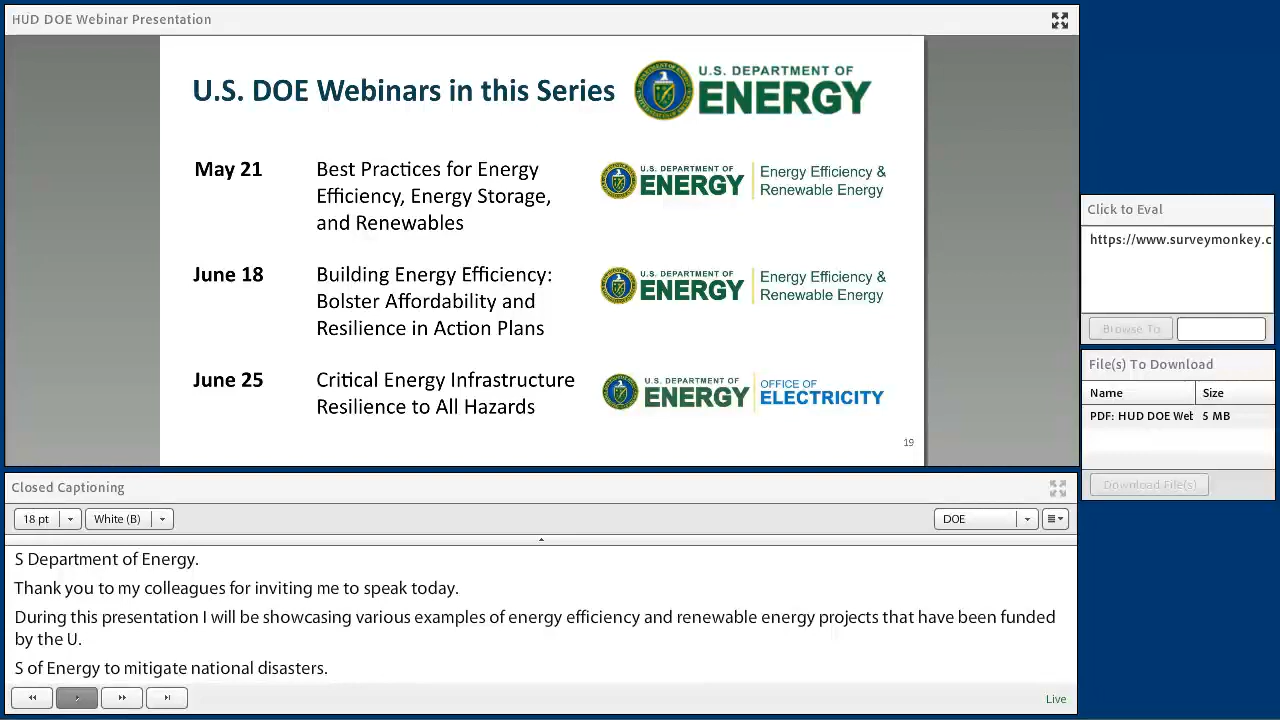 HUD DOE Webinar Presentation
U.S. DOE Webinars in this Series
U.S. DEPARTMENT OF
ENERGY
May 21
Best Practices for Energy
Efficiency, Energy Storage,
and Renewables
U.S. DEPARTMENT OF
ENERGY
Energy Efficiency &
Renewable Energy
June 18
Building Energy Efficiency:
Bolster Affordability and
Resilience in Action Plans
U.S. DEPARTMENT OF
ENERGY
Energy Efficiency &
Renewable Energy
June 25
Critical Energy Infrastructure
Resilience to All Hazards
U.S. DEPARTMENT OF
ENERGY
OFFICE OF
ELECTRICITY
19
Click to Eval
https://www.surveymonkey.c
Browse To
File(s) To Download
Name Size
PDF: HUD DOE Wet 5 MB
Download File(s)
Closed Captioning
18 pt White (B) DOE
S Department of Energy.
Thank you to my colleagues for inviting me to speak today.
During this presentation I will be showcasing various examples of energy efficiency and renewable energy projects that have been funded
by the U.
S of Energy to mitigate national disasters.
Live